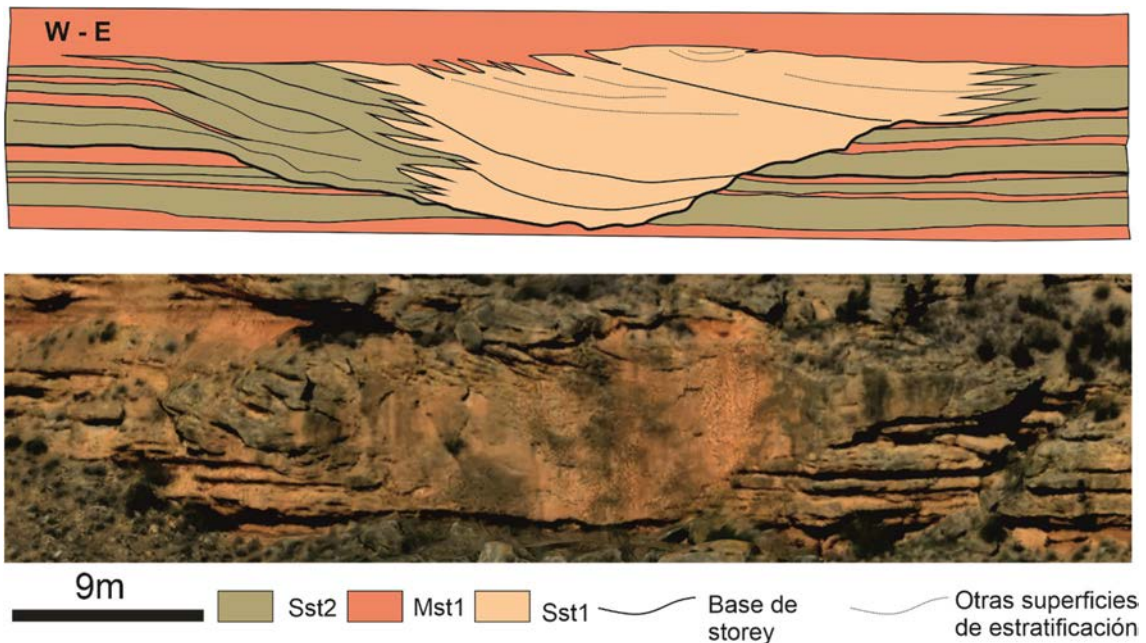 W - E
9m
Sst2
Mst1
Sst1
Base de
storey
Otras superficies
de estratificación